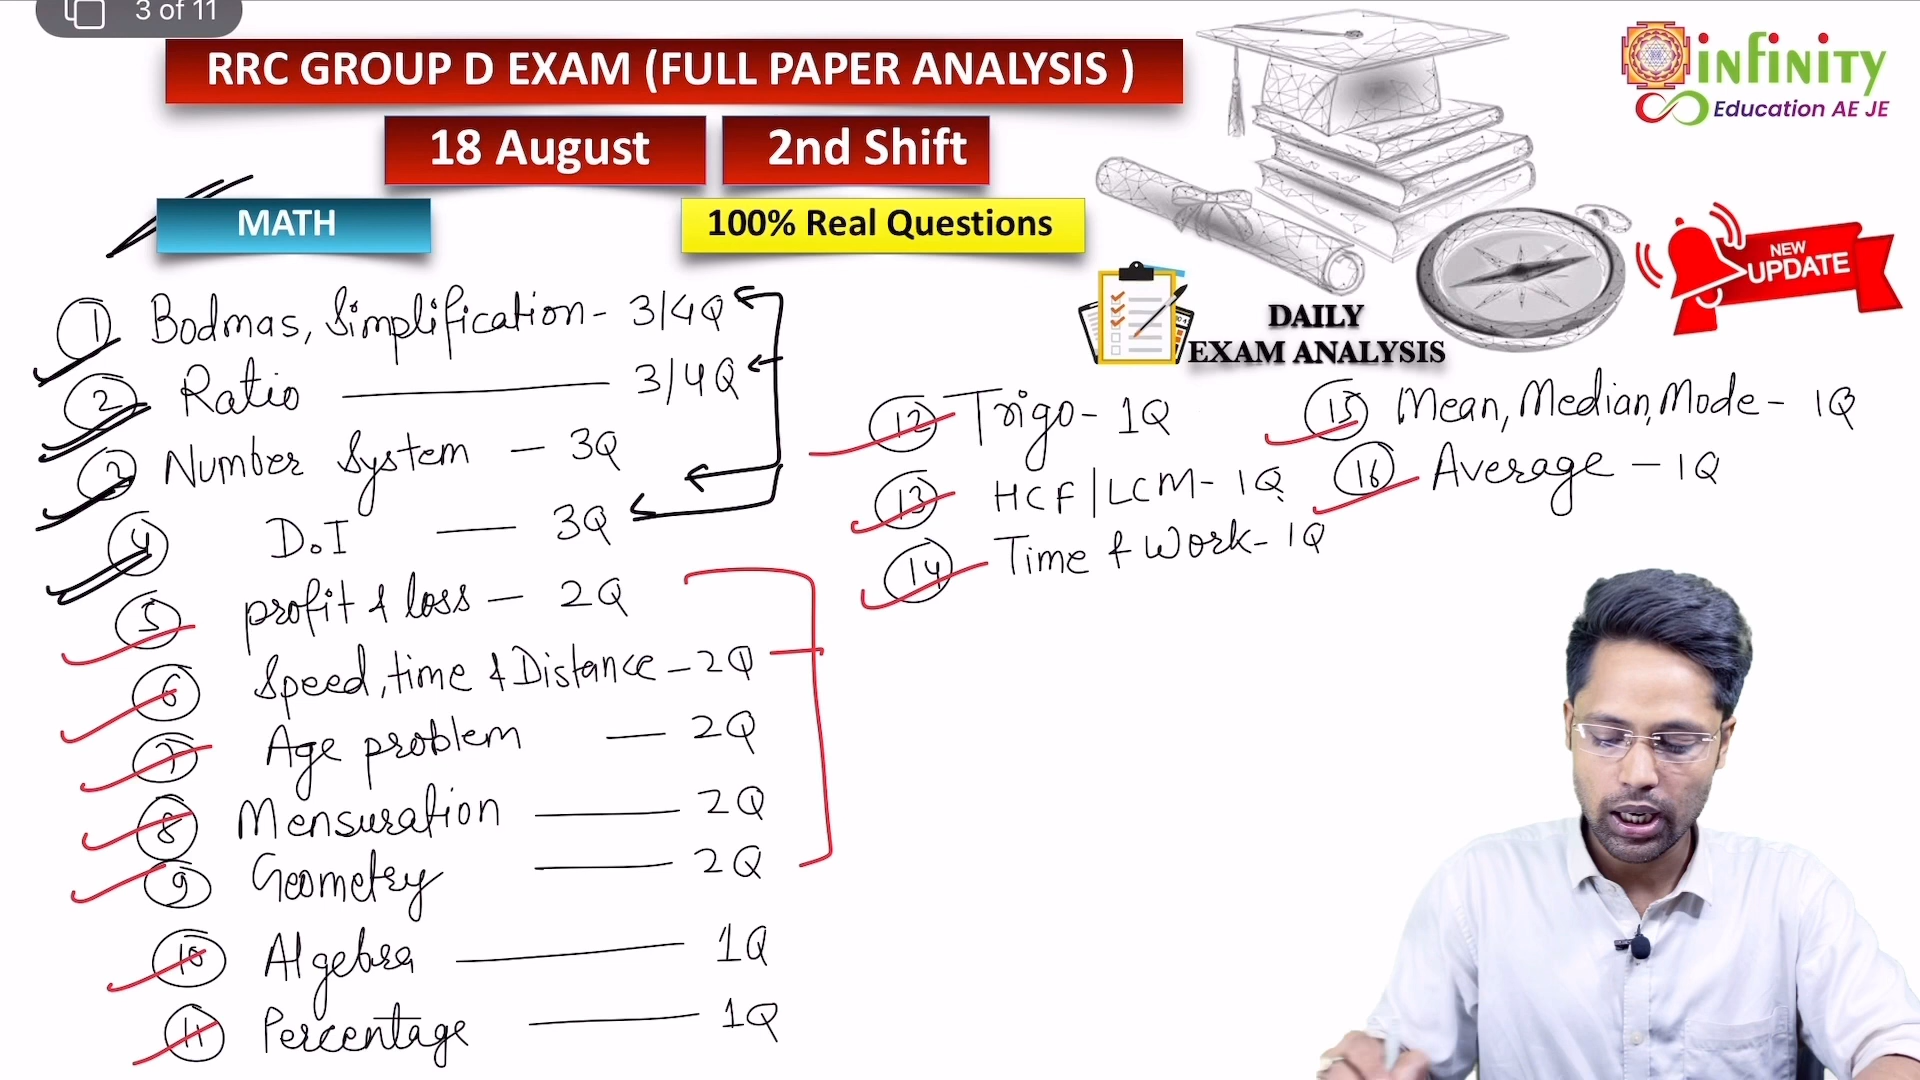 3 of 11
RRC GROUP D EXAM (FULL PAPER ANALYSIS )
18 August
2nd Shift
infinity
Education AE JE
MATH
100% Real Questions
NEW
UPDATE
DAILY
EXAM ANALYSIS
1 Bodmas, Simplification - 3/4Q
2 Ratio — 3/4Q
3 Number System — 3Q
4 D.I — 3Q
5 profit & loss — 2Q
6 Speed, time & Distance - 2Q
7 Age problem — 2Q
8 Mensuration — 2Q
9 Geometry — 2Q
10 Algebra — 1Q
11 Percentage — 1Q
12 Trigo - 1Q
13 HCF/LCM - 1Q
14 Time & Work - 1Q
15 Mean, Median, Mode - 1Q
16 Average - 1Q